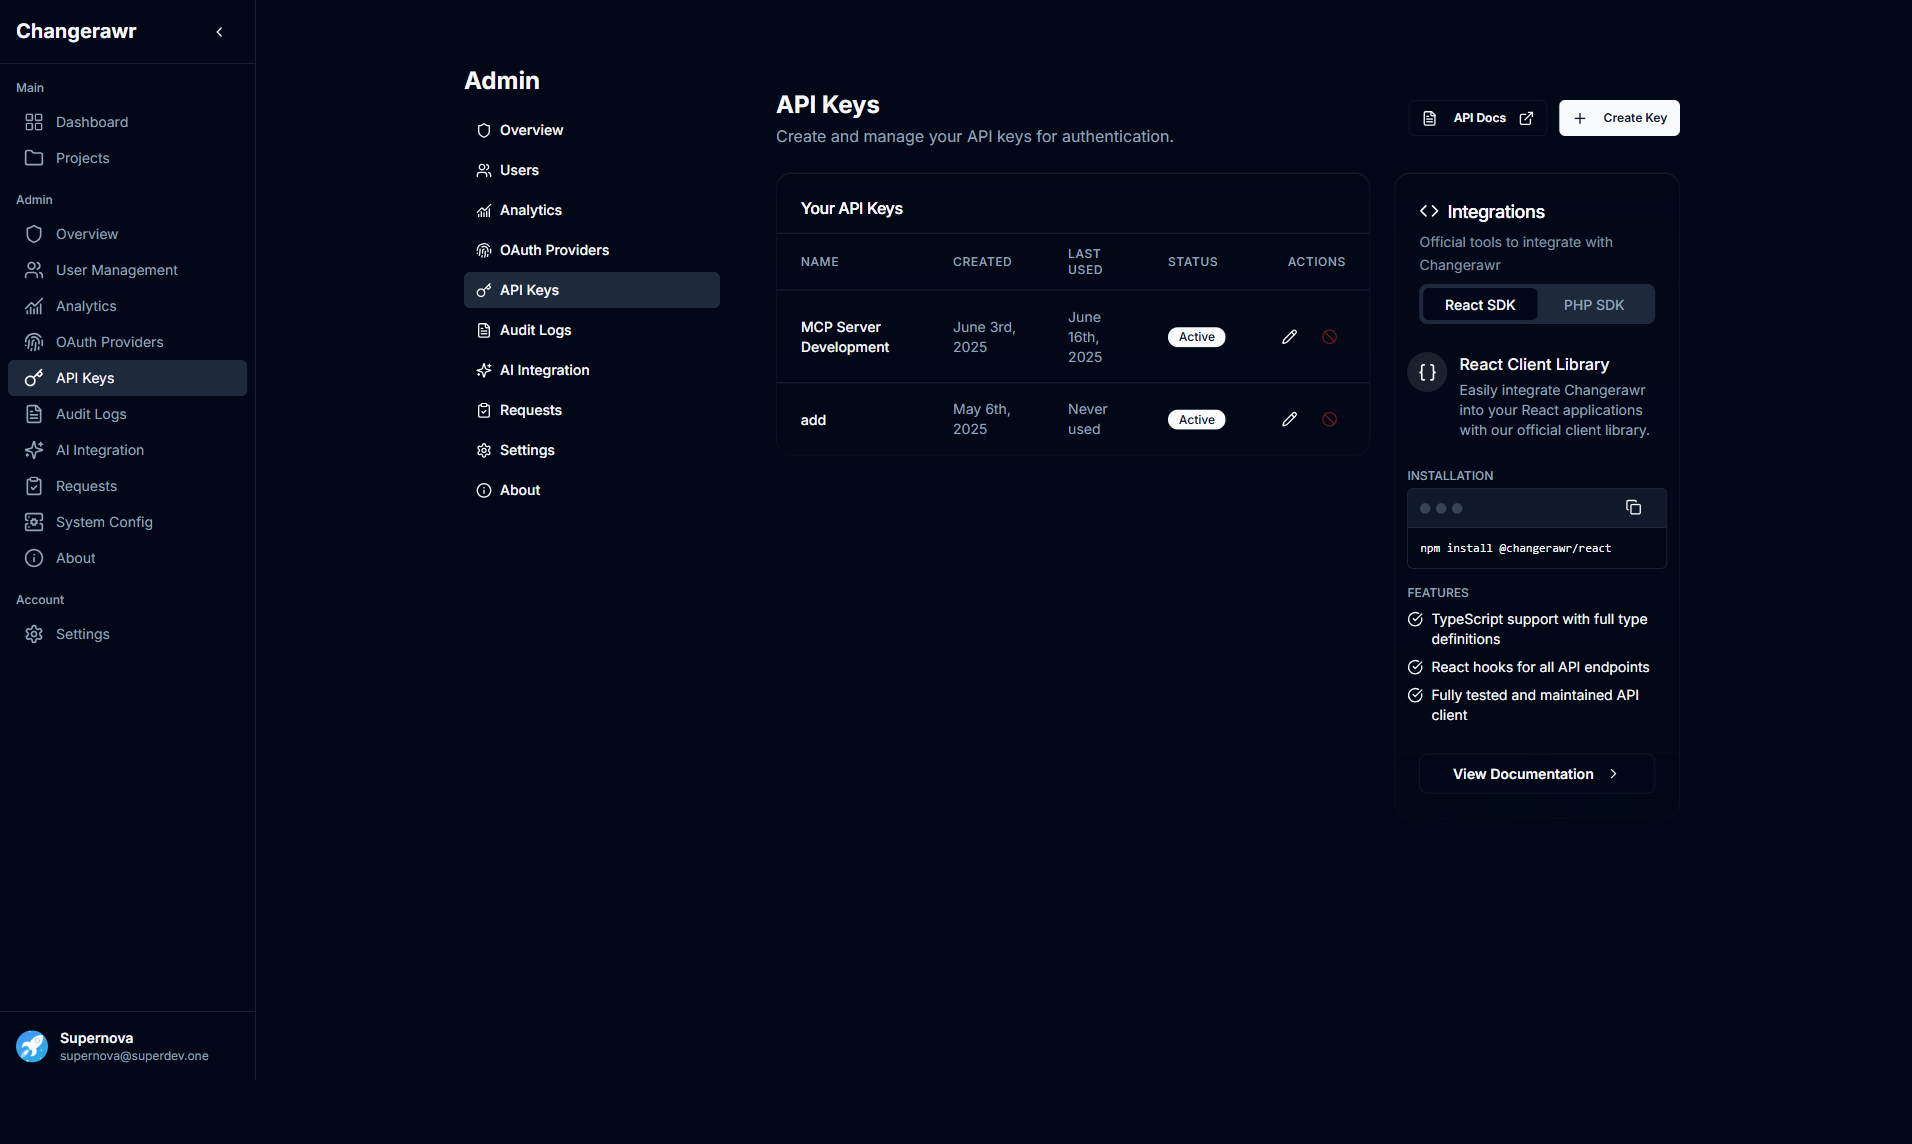 Changerawr
Main
Dashboard
Projects
Admin
Overview
User Management
Analytics
OAuth Providers
API Keys
Audit Logs
AI Integration
Requests
System Config
About
Account
Settings
Supernova
supernova@superdev.one
Admin
Overview
Users
Analytics
OAuth Providers
API Keys
Audit Logs
AI Integration
Requests
Settings
About
API Keys
Create and manage your API keys for authentication.
API Docs
Create Key
Your API Keys
NAME CREATED LAST USED STATUS ACTIONS
MCP Server Development June 3rd, 2025 June 16th, 2025 Active
add May 6th, 2025 Never used Active
Integrations
Official tools to integrate with
Changerawr
React SDK PHP SDK
{ }
React Client Library
Easily integrate Changerawr
into your React applications
with our official client library.
INSTALLATION
npm install @changerawr/react
FEATURES
TypeScript support with full type
definitions
React hooks for all API endpoints
Fully tested and maintained API
client
View Documentation